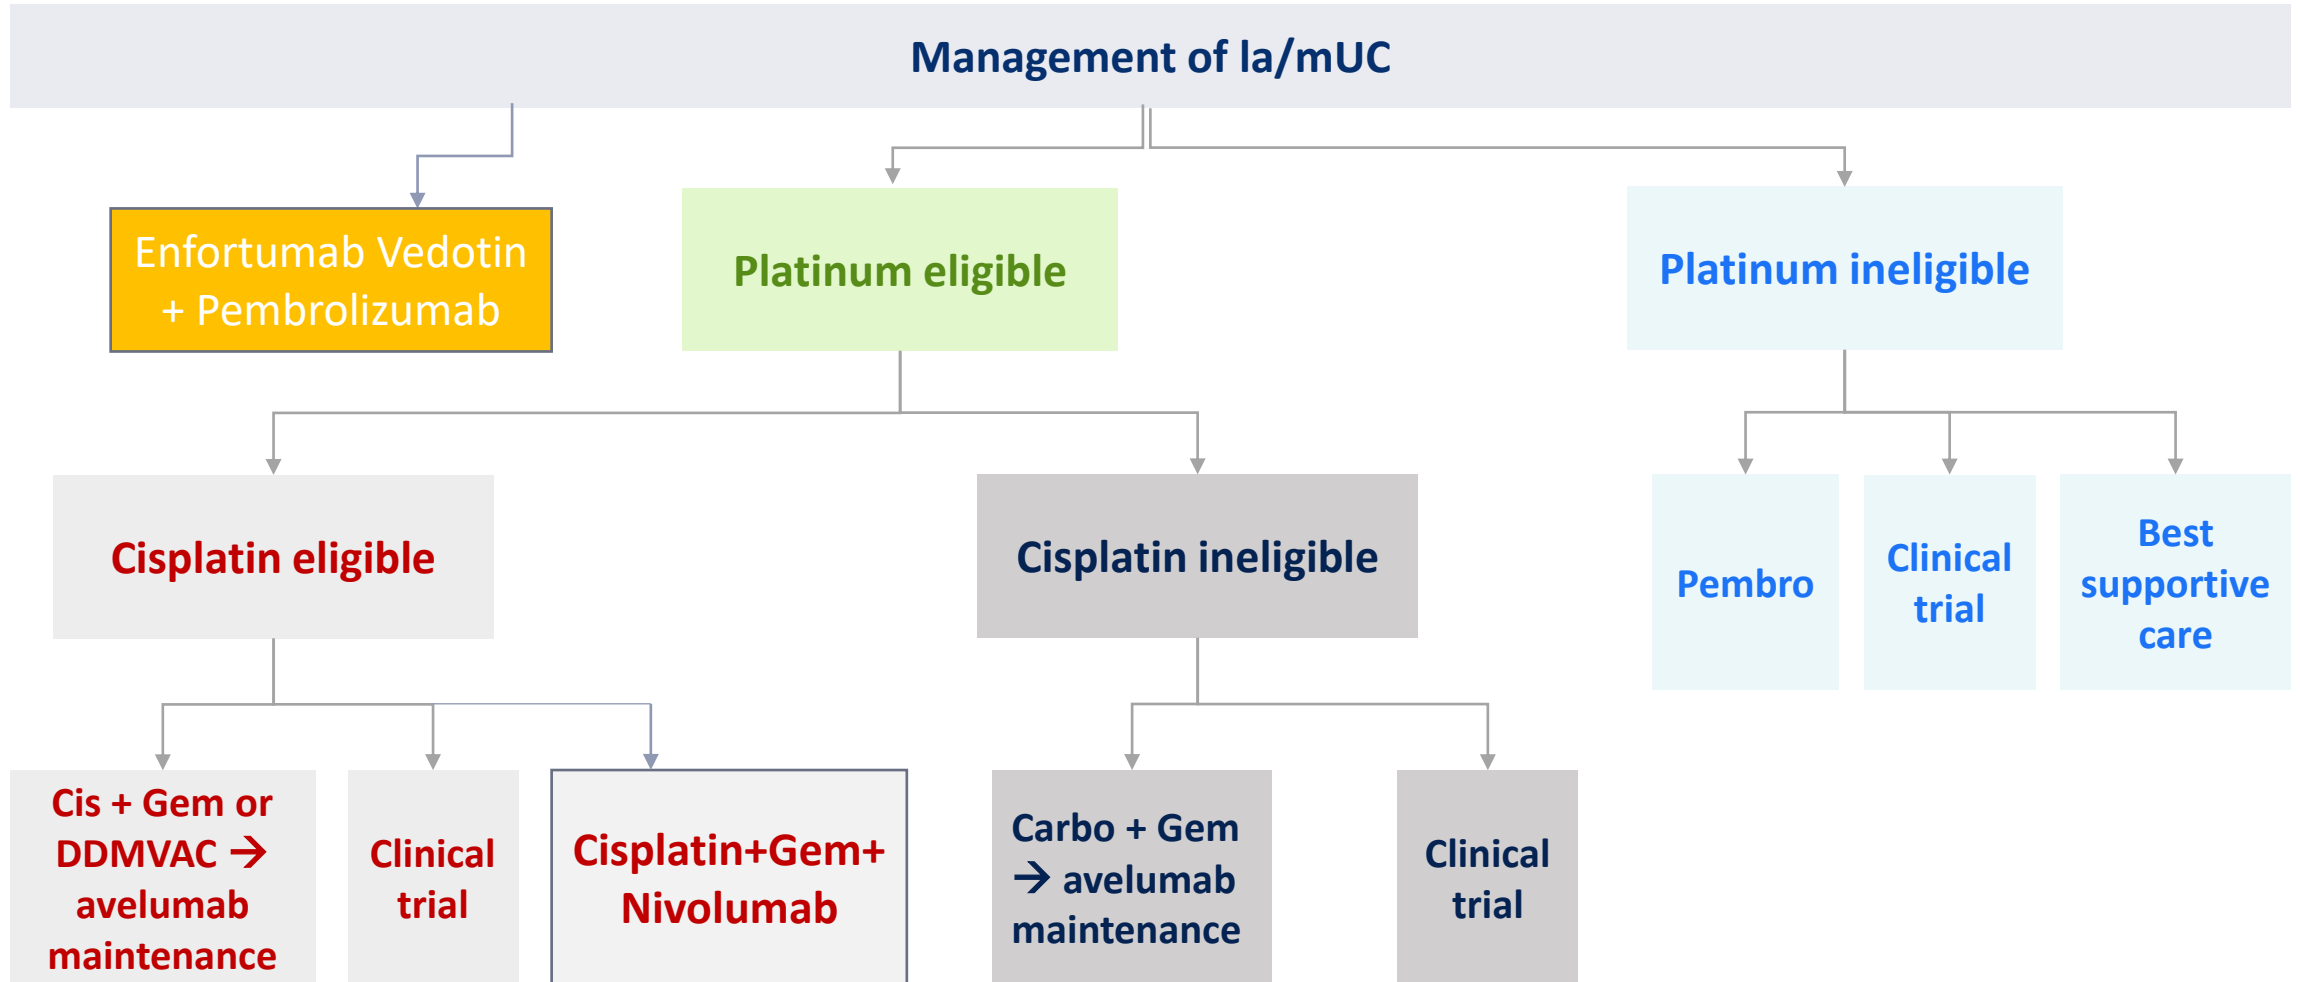 Management of la/mUC
Enfortumab Vedotin
+ Pembrolizumab
Platinum eligible
Platinum ineligible
Cisplatin eligible
Cisplatin ineligible
Pembro
Clinical
trial
Best
supportive
care
Cis + Gem or
DDMVAC →
avelumab
maintenance
Clinical
trial
Cisplatin+Gem+
Nivolumab
Carbo + Gem
→ avelumab
maintenance
Clinical
trial